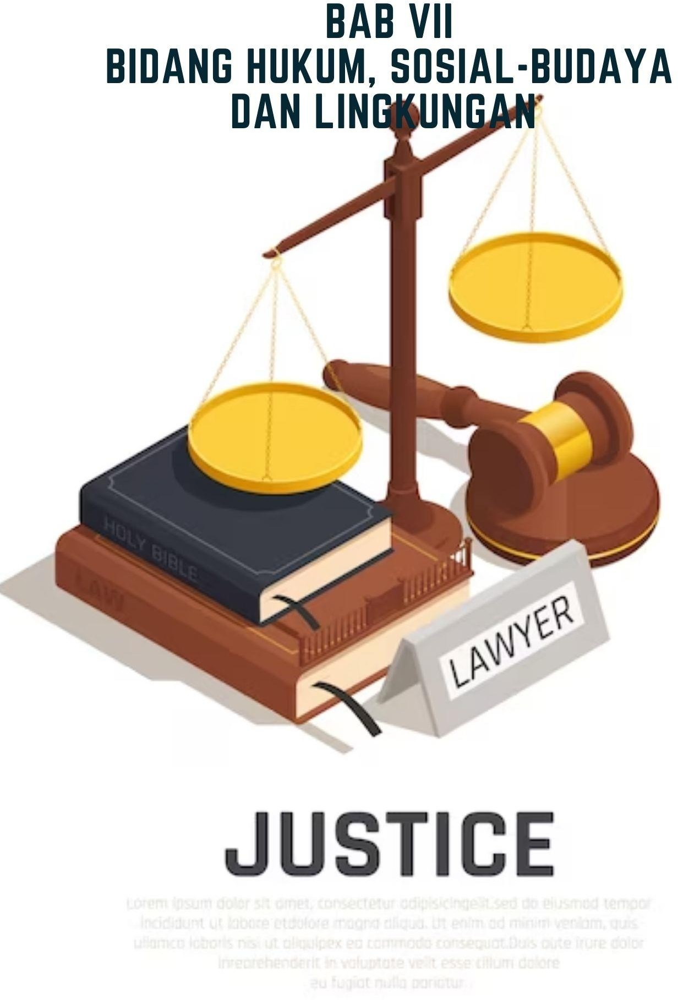 BAB VII
BIDANG HUKUM, SOSIAL-BUDAYA
DAN LINGKUNGAN
HOLY BIBLE
LAW
LAWYER
JUSTICE
Lorem ipsum dolor sit amet, consectetur adipisicingelit.sed do eiusmod tempor
incididunt ut labore etdolore magna aliqua. Ut enim ad minim veniam, quis
ullamco laboris nisi ut aliquipex ea commodo consequat.Duis aute irure dolor
inreprehenderit in voluptate velit esse cillum dolore
eu fugiat nulla pariatur.